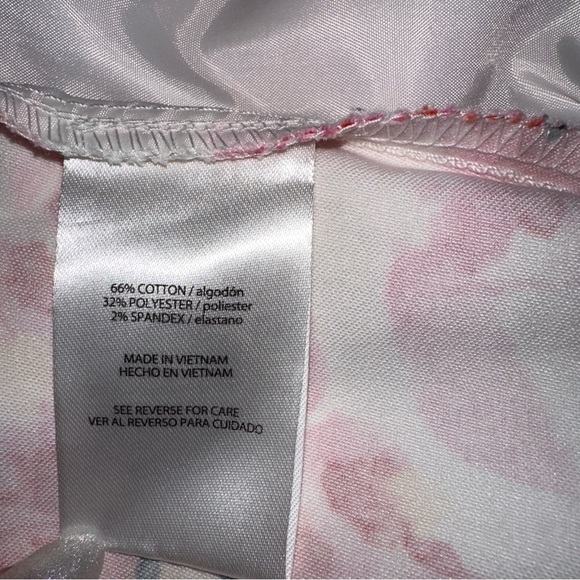 66% COTTON / algodón
32% POLYESTER / poliester
2% SPANDEX / elastano
MADE IN VIETNAM
HECHO EN VIETNAM
SEE REVERSE FOR CARE
VER AL REVERSO PARA CUIDADO